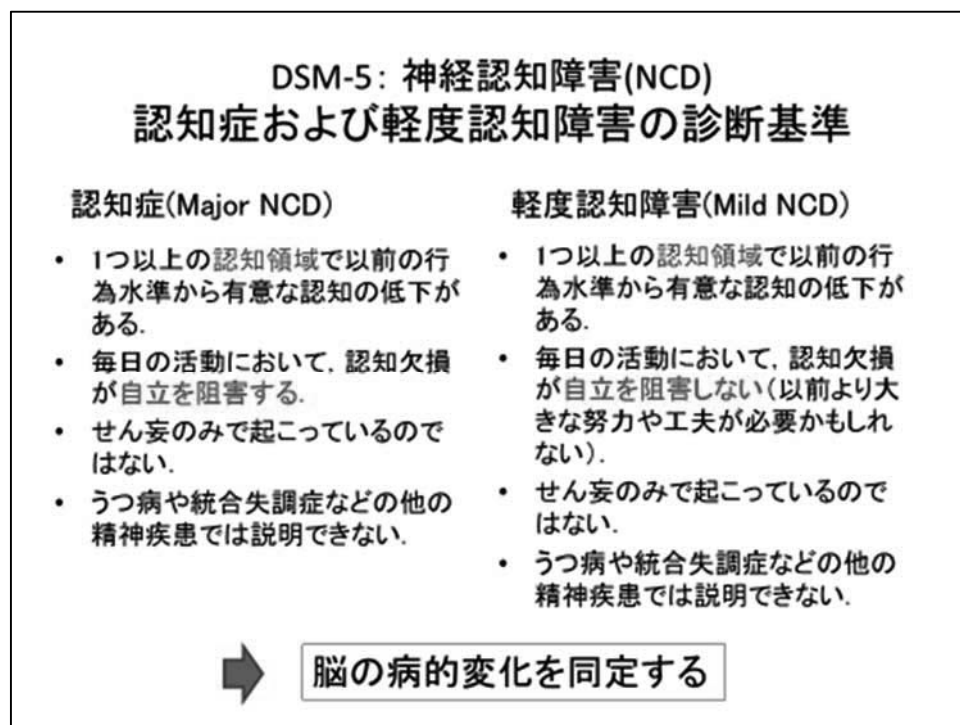 DSM-5: 神経認知障害(NCD)
認知症および軽度認知障害の診断基準
認知症(Major NCD)
• 1つ以上の認知領域で以前の行
為水準から有意な認知の低下が
ある.
• 毎日の活動において, 認知欠損
が自立を阻害する.
• せん妄のみで起こっているので
はない.
• うつ病や統合失調症などの他の
精神疾患では説明できない.
軽度認知障害(Mild NCD)
• 1つ以上の認知領域で以前の行
為水準から有意な認知の低下が
ある.
• 毎日の活動において, 認知欠損
が自立を阻害しない(以前より大
きな努力や工夫が必要かもしれ
ない).
• せん妄のみで起こっているので
はない.
• うつ病や統合失調症などの他の
精神疾患では説明できない.
脳の病的変化を同定する